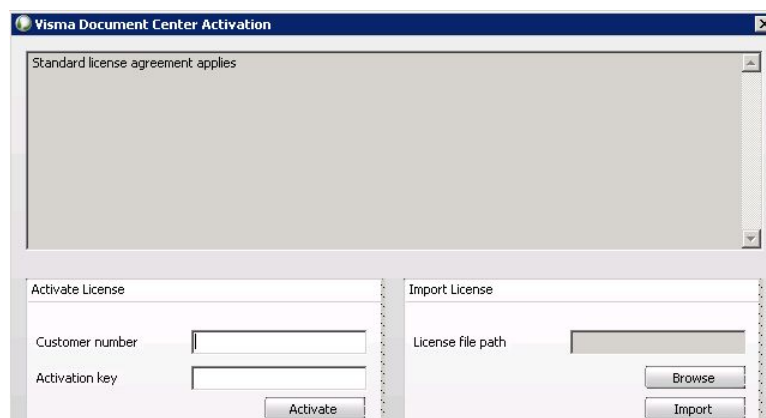 Visma Document Center Activation
Standard license agreement applies
Activate License
Customer number
Activation key
Activate
Import License
License file path
Browse
Import